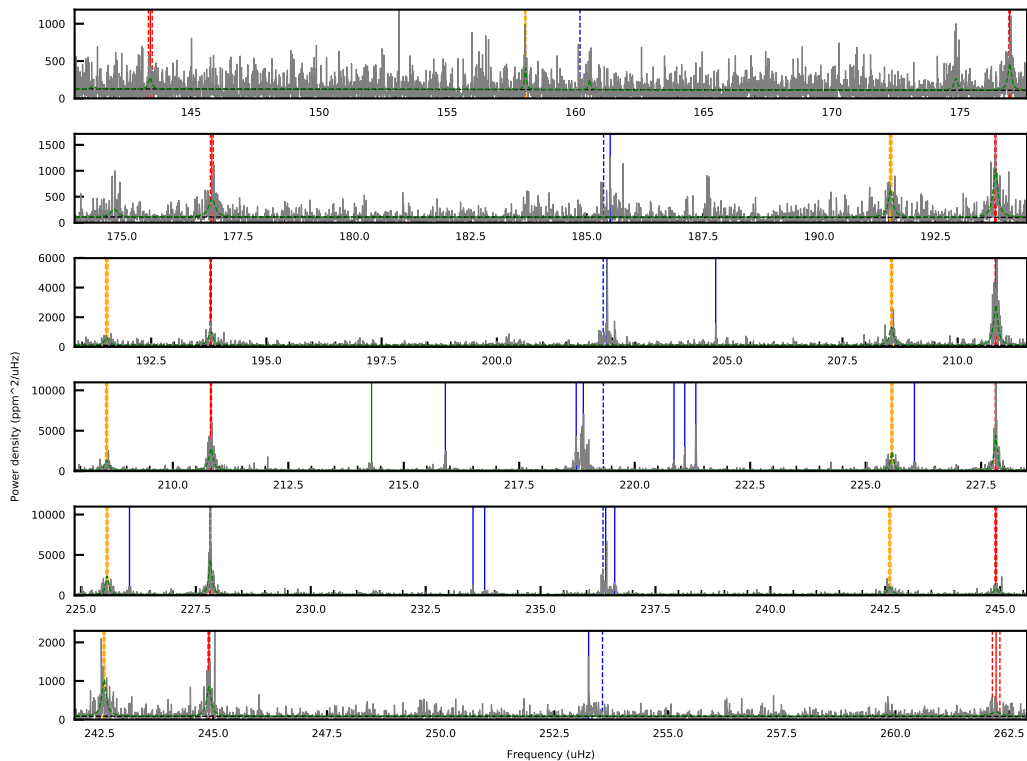 1000
500
0
145 150 155 160 165 170 175
1500
1000
500
0
175.0 177.5 180.0 182.5 185.0 187.5 190.0 192.5
6000
4000
2000
0
192.5 195.0 197.5 200.0 202.5 205.0 207.5 210.0
Power density (ppm^2/uHz)
10000
5000
0
210.0 212.5 215.0 217.5 220.0 222.5 225.0 227.5
10000
5000
0
225.0 227.5 230.0 232.5 235.0 237.5 240.0 242.5 245.0
2000
1000
0
242.5 245.0 247.5 250.0 252.5 255.0 257.5 260.0 262.5
Frequency (uHz)